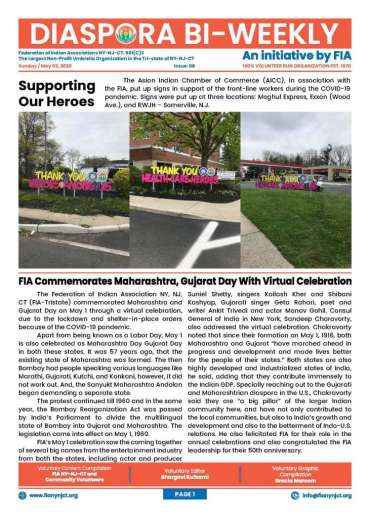 DIASPORA BI-WEEKLY
Federation of Indian Associations NY-NJ-CT. 501(C)3
The Largest Non-Profit Umbrella Organization in the Tri-state of NY-NJ-CT
An initiative by FIA
Sunday / May 03, 2020
Issue: 08
100% VOLUNTEER RUN ORGANIZATION EST. 1970
Supporting
Our Heroes
The Asian Indian Chamber of Commerce (AICC), in association with
the FIA, put up signs in support of the front-line workers during the COVID-19
pandemic. Signs were put up at three locations: Moghul Express, Exxon (Wood
Ave.), and RWJH – Somerville, N.J.
THANK YOU
HEROES AMONG US
THANK YOU
HEALTH CARE HEROES
THANK YOU
HEROES AMONG US
FIA Commemorates Maharashtra, Gujarat Day With Virtual Celebration
The Federation of Indian Association NY, NJ,
CT (FIA-Tristate) commemorated Maharashtra and
Gujarat Day on May 1 through a virtual celebration,
due to the lockdown and shelter-in-place orders
because of the COVID-19 pandemic.
Apart from being known as a Labor Day, May 1
is also celebrated as Maharashtra Day Gujarat Day
in both these states. It was 57 years ago, that the
existing state of Maharashtra was formed. The then
Bombay had people speaking various languages like
Marathi, Gujarati, Kutchi, and Konkani, however, it did
not work out. And, the Sanyukt Maharashtra Andolan
began demanding a separate state.
The protest continued till 1960 and in the same
year, the Bombay Reorganization Act was passed
by India's Parliament to divide the multilingual
state of Bombay into Gujarat and Maharashtra. The
legislation came into effect on May 1, 1960.
FIA's May 1 celebration saw the coming together
of several big names from the entertainment industry
from both the states, including actor and producer
Suniel Shetty, singers Kailash Kher and Shibani
Kashyap, Gujarati singer Geta Rahari, poet and
writer Ankit Trivedi and actor Manav Gohil. Consul
General of India in New York, Sandeep Chakravorty,
also addressed the virtual celebration. Chakravorty
noted that since their formation on May 1, 1916, both
Maharashtra and Gujarat "have marched ahead in
progress and development and made lives better
for the people of their states." Both states are also
highly developed and industrialized states of India,
he said, adding that they contribute immensely to
the Indian GDP. Specially reaching out to the Gujarati
and Maharashtrian diaspora in the U.S., Chakravorty
said they are "a big pillar" of the larger Indian
community here, and have not only contributed to
the local communities, but also to India's growth and
development and also to the betterment of Indo-U.S.
relations. He also felicitated FIA for their role in the
annual celebrations and also congratulated the FIA
leadership for their 50th anniversary.
Voluntary Content Compilation
FIA NY-NJ-CT and
Community Volunteers
Voluntary Editor
Bhargavi Kulkarni
Voluntary Graphic
Compilation
www.fianynjct.org
PAGE 1
info@fianynjct.org